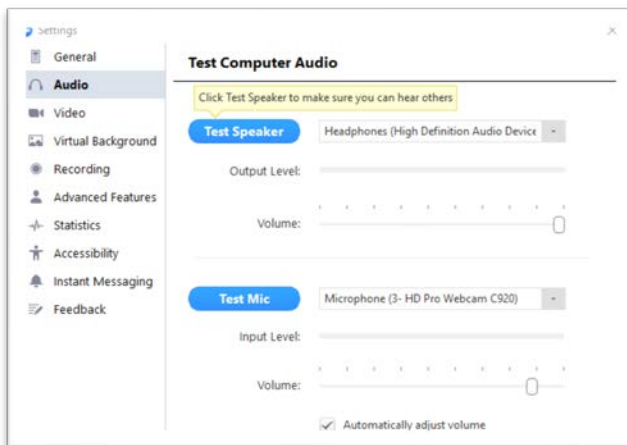 Settings
General
Audio
Video
Virtual Background
Recording
Advanced Features
Statistics
Accessibility
Instant Messaging
Feedback
Test Computer Audio
Click Test Speaker to make sure you can hear others
Test Speaker Headphones (High Definition Audio Device
Output Level:
Volume:
Test Mic Microphone (3- HD Pro Webcam C920)
Input Level:
Volume:
Automatically adjust volume